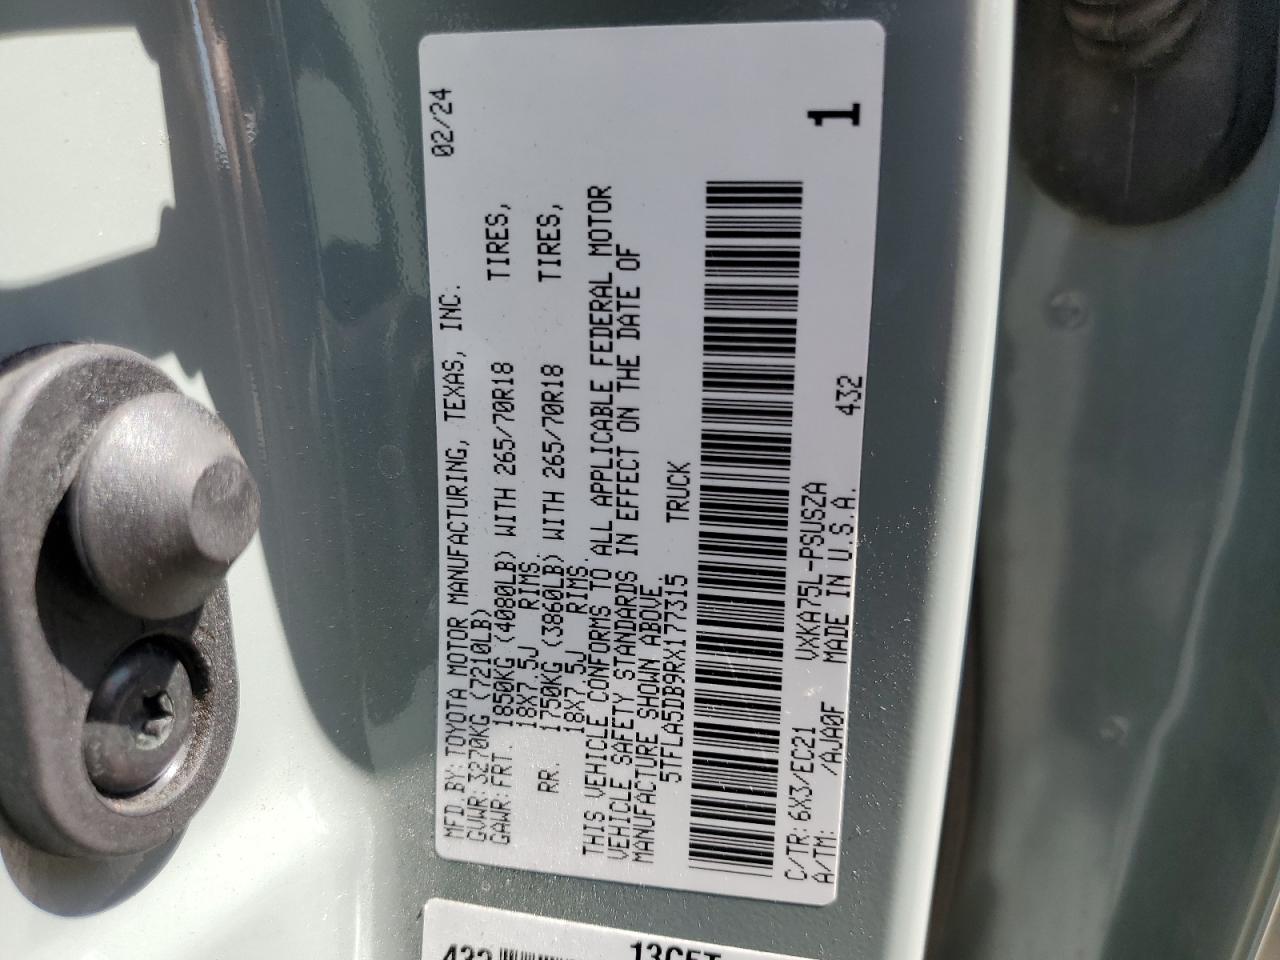 02/24
MFD BY: TOYOTA MOTOR MANUFACTURING, TEXAS, INC.
GVWR: 3270KG (7210LB)
GAWR: FRT. 1850KG (4080LB) WITH 265/70R18 TIRES,
18X7.5J RIMS.
RR. 1750KG (3860LB) WITH 265/70R18 TIRES,
18X7.5J RIMS.
THIS VEHICLE CONFORMS TO ALL APPLICABLE FEDERAL MOTOR
VEHICLE SAFETY STANDARDS IN EFFECT ON THE DATE OF
MANUFACTURE SHOWN ABOVE.
5TFLA5DB9RX177315 TRUCK
1
C/TR: 6X3/EC21 VXKA75L-PSUSZA 432
A/TM: /AJA0F MADE IN U.S.A.